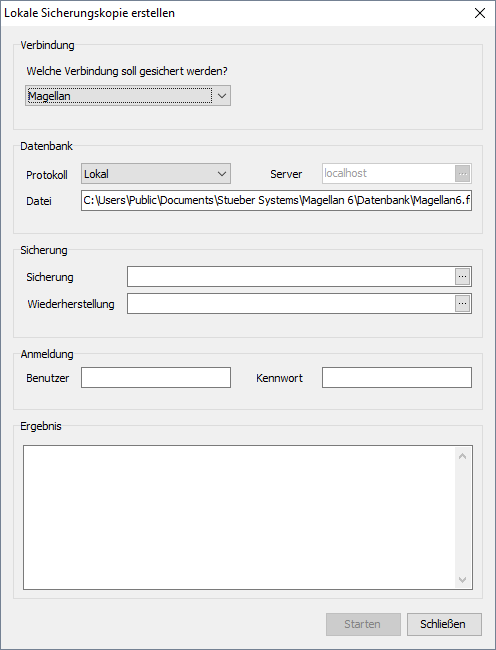 Lokale Sicherungskopie erstellen
Verbindung
Welche Verbindung soll gesichert werden?
Magellan
Datenbank
Protokoll Lokal Server localhost ...
Datei C:\Users\Public\Documents\Stueber Systems\Magellan 6\Datenbank\Magellan6.f
Sicherung
Sicherung ...
Wiederherstellung ...
Anmeldung
Benutzer Kennwort
Ergebnis
Starten Schließen